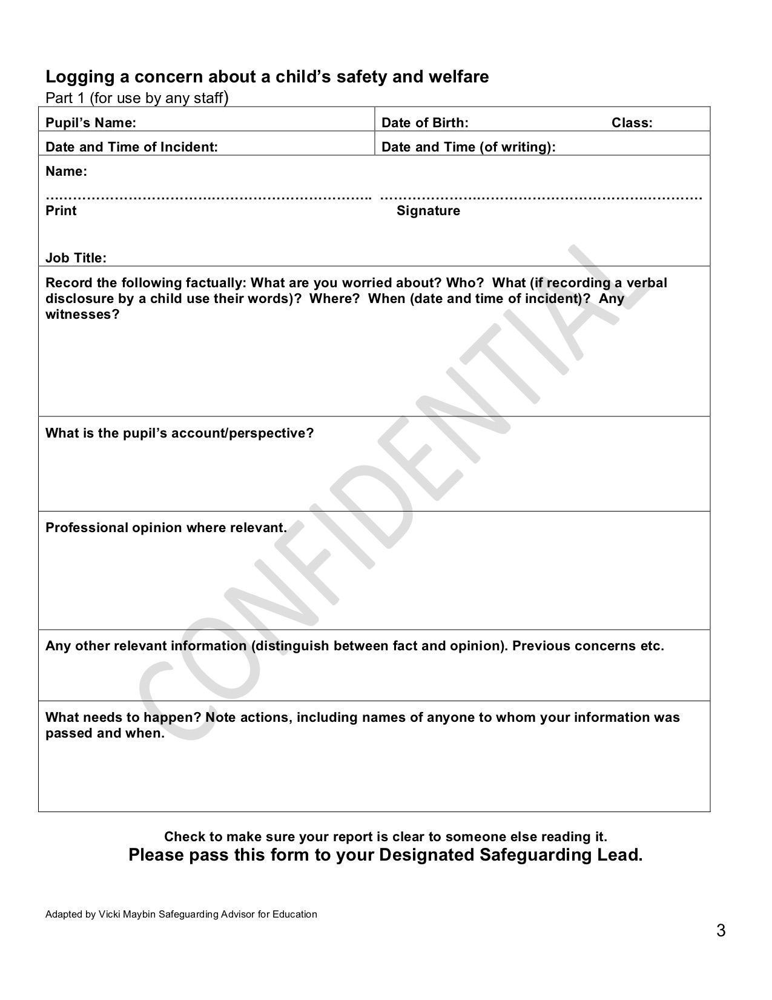 Logging a concern about a child’s safety and welfare
Part 1 (for use by any staff)
Pupil’s Name: Date of Birth: Class:
Date and Time of Incident: Date and Time (of writing):
Name:
……………………………….…………………………….. ………………….…………………………………….………….
Print Signature
Job Title:
Record the following factually: What are you worried about? Who?  What (if recording a verbal
disclosure by a child use their words)?  Where?  When (date and time of incident)?  Any
witnesses?
What is the pupil’s account/perspective?
Professional opinion where relevant.
Any other relevant information (distinguish between fact and opinion). Previous concerns etc.
What needs to happen? Note actions, including names of anyone to whom your information was
passed and when.
CONFIDENTIAL
Check to make sure your report is clear to someone else reading it.
Please pass this form to your Designated Safeguarding Lead.
Adapted by Vicki Maybin Safeguarding Advisor for Education
3